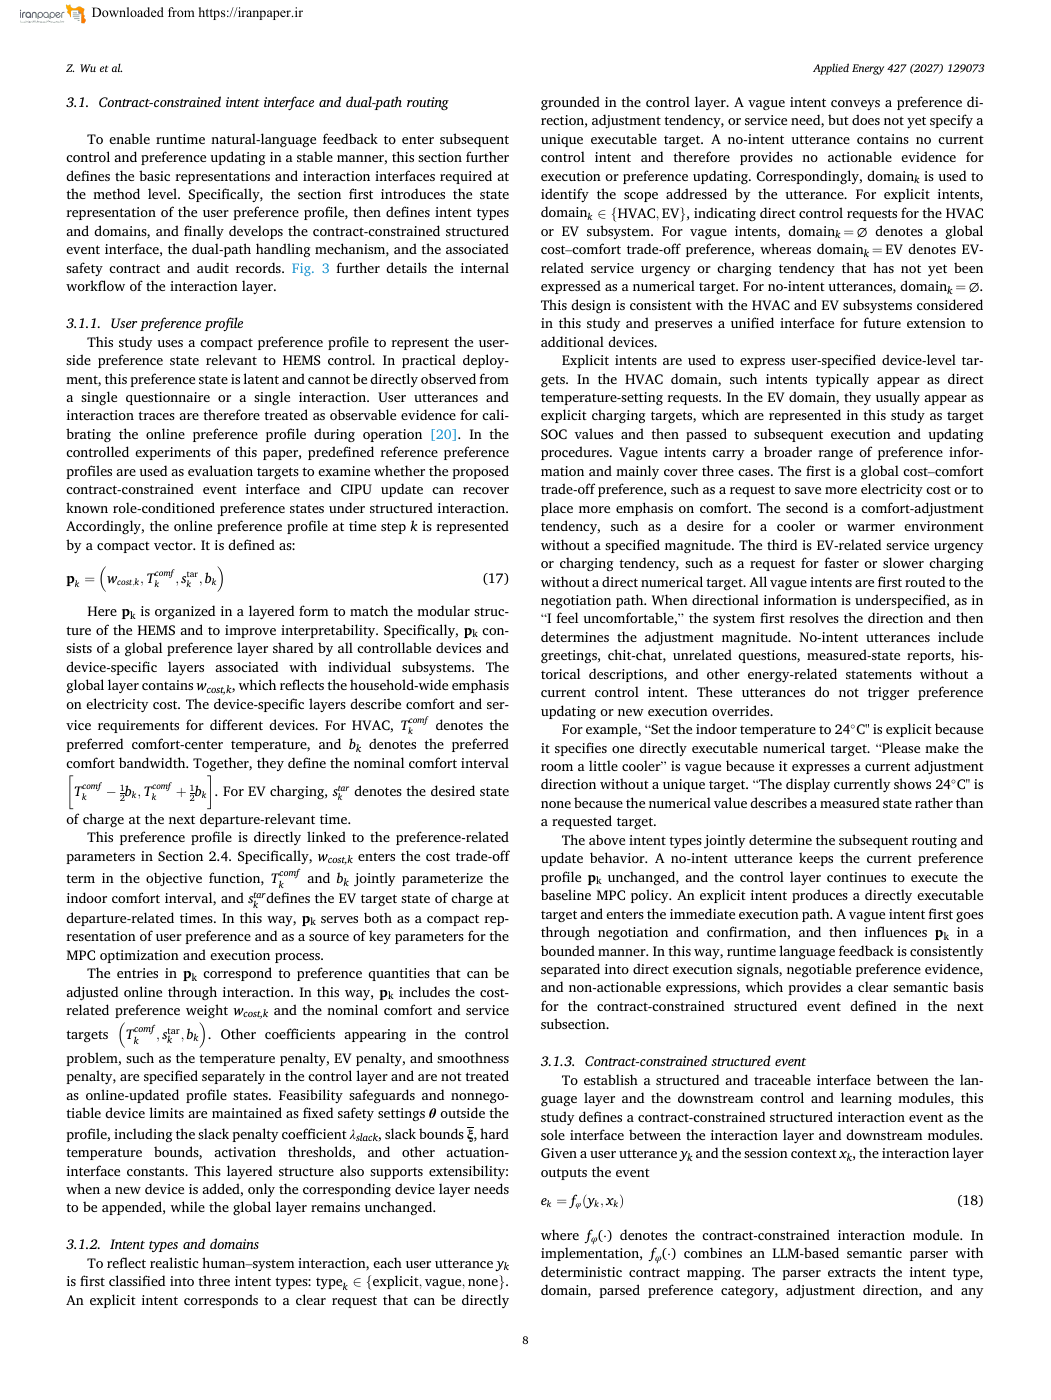 iranpaper Downloaded from https://iranpaper.ir
Z. Wu et al.
Applied Energy 427 (2027) 129073
3.1. Contract-constrained intent interface and dual-path routing
To enable runtime natural-language feedback to enter subsequent
control and preference updating in a stable manner, this section further
defines the basic representations and interaction interfaces required at
the method level. Specifically, the section first introduces the state
representation of the user preference profile, then defines intent types
and domains, and finally develops the contract-constrained structured
event interface, the dual-path handling mechanism, and the associated
safety contract and audit records. Fig. 3 further details the internal
workflow of the interaction layer.
3.1.1. User preference profile
This study uses a compact preference profile to represent the user-
side preference state relevant to HEMS control. In practical deploy-
ment, this preference state is latent and cannot be directly observed from
a single questionnaire or a single interaction. User utterances and
interaction traces are therefore treated as observable evidence for cali-
brating the online preference profile during operation [20]. In the
controlled experiments of this paper, predefined reference preference
profiles are used as evaluation targets to examine whether the proposed
contract-constrained event interface and CIPU update can recover
known role-conditioned preference states under structured interaction.
Accordingly, the online preference profile at time step k is represented
by a compact vector. It is defined as:
p_k = (w_{cost,k}, T_k^{comf}, s_k^{tar}, b_k) (17)
Here p_k is organized in a layered form to match the modular struc-
ture of the HEMS and to improve interpretability. Specifically, p_k con-
sists of a global preference layer shared by all controllable devices and
device-specific layers associated with individual subsystems. The
global layer contains w_{cost,k}, which reflects the household-wide emphasis
on electricity cost. The device-specific layers describe comfort and ser-
vice requirements for different devices. For HVAC, T_k^{comf} denotes the
preferred comfort-center temperature, and b_k denotes the preferred
comfort bandwidth. Together, they define the nominal comfort interval
[T_k^{comf} − ½b_k, T_k^{comf} + ½b_k]. For EV charging, s_k^{tar} denotes the desired state
of charge at the next departure-relevant time.
This preference profile is directly linked to the preference-related
parameters in Section 2.4. Specifically, w_{cost,k} enters the cost trade-off
term in the objective function, T_k^{comf} and b_k jointly parameterize the
indoor comfort interval, and s_k^{tar}defines the EV target state of charge at
departure-related times. In this way, p_k serves both as a compact rep-
resentation of user preference and as a source of key parameters for the
MPC optimization and execution process.
The entries in p_k correspond to preference quantities that can be
adjusted online through interaction. In this way, p_k includes the cost-
related preference weight w_{cost,k} and the nominal comfort and service
targets (T_k^{comf}, s_k^{tar}, b_k). Other coefficients appearing in the control
problem, such as the temperature penalty, EV penalty, and smoothness
penalty, are specified separately in the control layer and are not treated
as online-updated profile states. Feasibility safeguards and nonnego-
tiable device limits are maintained as fixed safety settings θ outside the
profile, including the slack penalty coefficient λ_{slack}, slack bounds ξ̅, hard
temperature bounds, activation thresholds, and other actuation-
interface constants. This layered structure also supports extensibility:
when a new device is added, only the corresponding device layer needs
to be appended, while the global layer remains unchanged.
3.1.2. Intent types and domains
To reflect realistic human–system interaction, each user utterance y_k
is first classified into three intent types: type_k ∈ {explicit, vague, none}.
An explicit intent corresponds to a clear request that can be directly
grounded in the control layer. A vague intent conveys a preference di-
rection, adjustment tendency, or service need, but does not yet specify a
unique executable target. A no-intent utterance contains no current
control intent and therefore provides no actionable evidence for
execution or preference updating. Correspondingly, domain_k is used to
identify the scope addressed by the utterance. For explicit intents,
domain_k ∈ {HVAC, EV}, indicating direct control requests for the HVAC
or EV subsystem. For vague intents, domain_k = ∅ denotes a global
cost–comfort trade-off preference, whereas domain_k = EV denotes EV-
related service urgency or charging tendency that has not yet been
expressed as a numerical target. For no-intent utterances, domain_k = ∅.
This design is consistent with the HVAC and EV subsystems considered
in this study and preserves a unified interface for future extension to
additional devices.
Explicit intents are used to express user-specified device-level tar-
gets. In the HVAC domain, such intents typically appear as direct
temperature-setting requests. In the EV domain, they usually appear as
explicit charging targets, which are represented in this study as target
SOC values and then passed to subsequent execution and updating
procedures. Vague intents carry a broader range of preference infor-
mation and mainly cover three cases. The first is a global cost–comfort
trade-off preference, such as a request to save more electricity cost or to
place more emphasis on comfort. The second is a comfort-adjustment
tendency, such as a desire for a cooler or warmer environment
without a specified magnitude. The third is EV-related service urgency
or charging tendency, such as a request for faster or slower charging
without a direct numerical target. All vague intents are first routed to the
negotiation path. When directional information is underspecified, as in
“I feel uncomfortable,” the system first resolves the direction and then
determines the adjustment magnitude. No-intent utterances include
greetings, chit-chat, unrelated questions, measured-state reports, his-
torical descriptions, and other energy-related statements without a
current control intent. These utterances do not trigger preference
updating or new execution overrides.
For example, “Set the indoor temperature to 24°C" is explicit because
it specifies one directly executable numerical target. “Please make the
room a little cooler” is vague because it expresses a current adjustment
direction without a unique target. “The display currently shows 24°C" is
none because the numerical value describes a measured state rather than
a requested target.
The above intent types jointly determine the subsequent routing and
update behavior. A no-intent utterance keeps the current preference
profile p_k unchanged, and the control layer continues to execute the
baseline MPC policy. An explicit intent produces a directly executable
target and enters the immediate execution path. A vague intent first goes
through negotiation and confirmation, and then influences p_k in a
bounded manner. In this way, runtime language feedback is consistently
separated into direct execution signals, negotiable preference evidence,
and non-actionable expressions, which provides a clear semantic basis
for the contract-constrained structured event defined in the next
subsection.
3.1.3. Contract-constrained structured event
To establish a structured and traceable interface between the lan-
guage layer and the downstream control and learning modules, this
study defines a contract-constrained structured interaction event as the
sole interface between the interaction layer and downstream modules.
Given a user utterance y_k and the session context x_k, the interaction layer
outputs the event
e_k = f_φ(y_k, x_k) (18)
where f_φ(·) denotes the contract-constrained interaction module. In
implementation, f_φ(·) combines an LLM-based semantic parser with
deterministic contract mapping. The parser extracts the intent type,
domain, parsed preference category, adjustment direction, and any
8